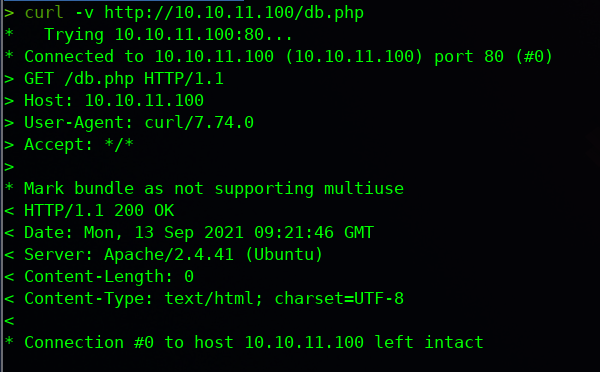 > curl -v http://10.10.11.100/db.php
*   Trying 10.10.11.100:80...
* Connected to 10.10.11.100 (10.10.11.100) port 80 (#0)
> GET /db.php HTTP/1.1
> Host: 10.10.11.100
> User-Agent: curl/7.74.0
> Accept: */*
>
* Mark bundle as not supporting multiuse
< HTTP/1.1 200 OK
< Date: Mon, 13 Sep 2021 09:21:46 GMT
< Server: Apache/2.4.41 (Ubuntu)
< Content-Length: 0
< Content-Type: text/html; charset=UTF-8
<
* Connection #0 to host 10.10.11.100 left intact